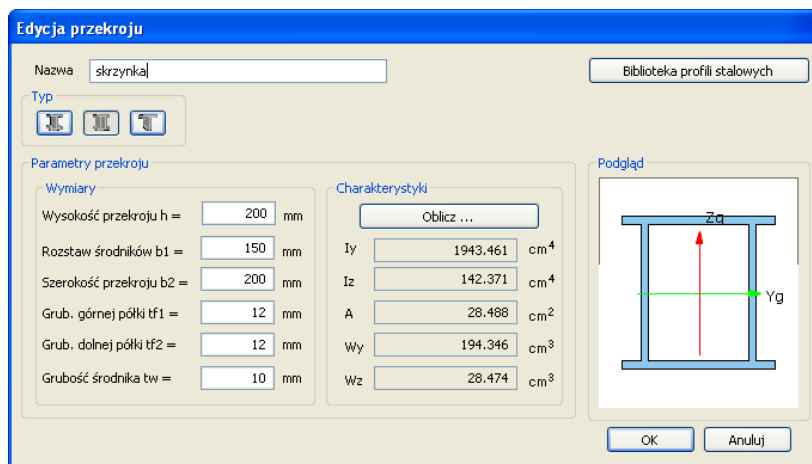 Edycja przekroju
Nazwa skrzynka Biblioteka profili stalowych
Typ
Parametry przekroju
Wymiary
Wysokość przekroju h = 200 mm
Rozstaw środników b1 = 150 mm
Szerokość przekroju b2 = 200 mm
Grub. górnej półki tf1 = 12 mm
Grub. dolnej półki tf2 = 12 mm
Grubość środnika tw = 10 mm
Charakterystyki
Oblicz ...
Iy 1943.461 cm4
Iz 142.371 cm4
A 28.488 cm2
Wy 194.346 cm3
Wz 28.474 cm3
Podgląd
Zg
Yg
OK Anuluj